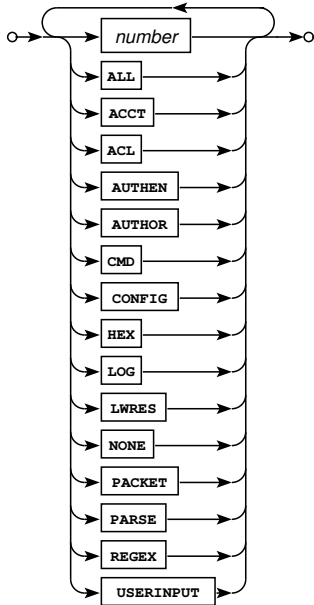 number
ALL
ACCT
ACL
AUTHEN
AUTHOR
CMD
CONFIG
HEX
LOG
LWRES
NONE
PACKET
PARSE
REGEX
USERINPUT